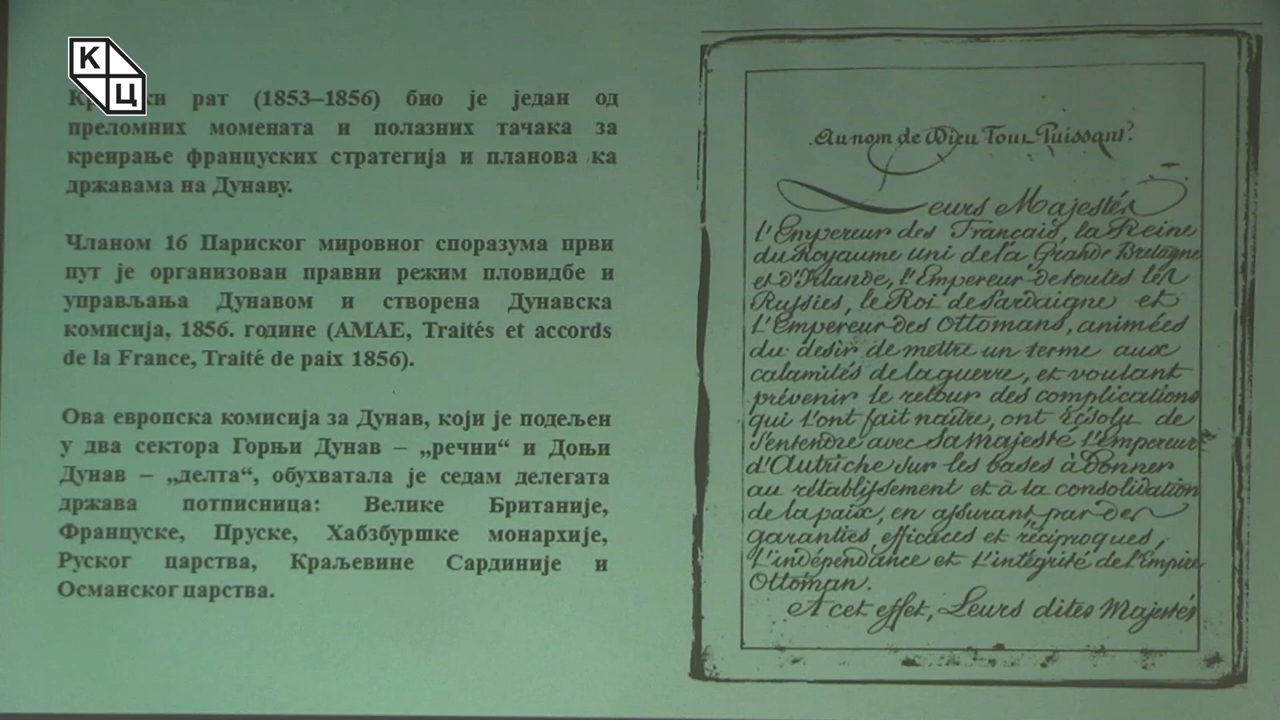 К
Ц
рат (1853–1856) био је један од
преломних момената и полазних тачака за
креирање француских стратегија и планова ка
државама на Дунаву.
Чланом 16 Париског мировног споразума први
пут је организован правни режим пловидбе и
управљања Дунавом и створена Дунавска
комисија, 1856. године (AMAE, Traités et accords
de la France, Traité de paix 1856).
Ова европска комисија за Дунав, који је подељен
у два сектора Горњи Дунав – „речни“ и Доњи
Дунав – „делта“, обухватала је седам делегата
држава потписница: Велике Британије,
Француске, Пруске, Хабзбуршке монархије,
Руског царства, Краљевине Сардиније и
Османског царства.
Au nom de Dieu Tout Puissant.
Leurs Majestés
l'Empereur des Français, la Reine
du Royaume uni de la Grande Bretagne
et d'Irlande, l'Empereur de toutes les
Russies, le Roi de Sardaigne et
l'Empereur des Ottomans, animées
du desir de mettre un terme aux
calamités de la guerre, et voulant
prévenir le retour des complications
qui l'ont fait naître, ont résolu de
s'entendre avec Sa Majesté l'Empereur
d'Autriche sur les bases à donner
au rétablissement et à la consolidation
de la paix, en assurant par des
garanties efficaces et réciproques,
l'indépendance et l'intégrité de l'Empire
Ottoman.
A cet effet, Leurs dites Majestés